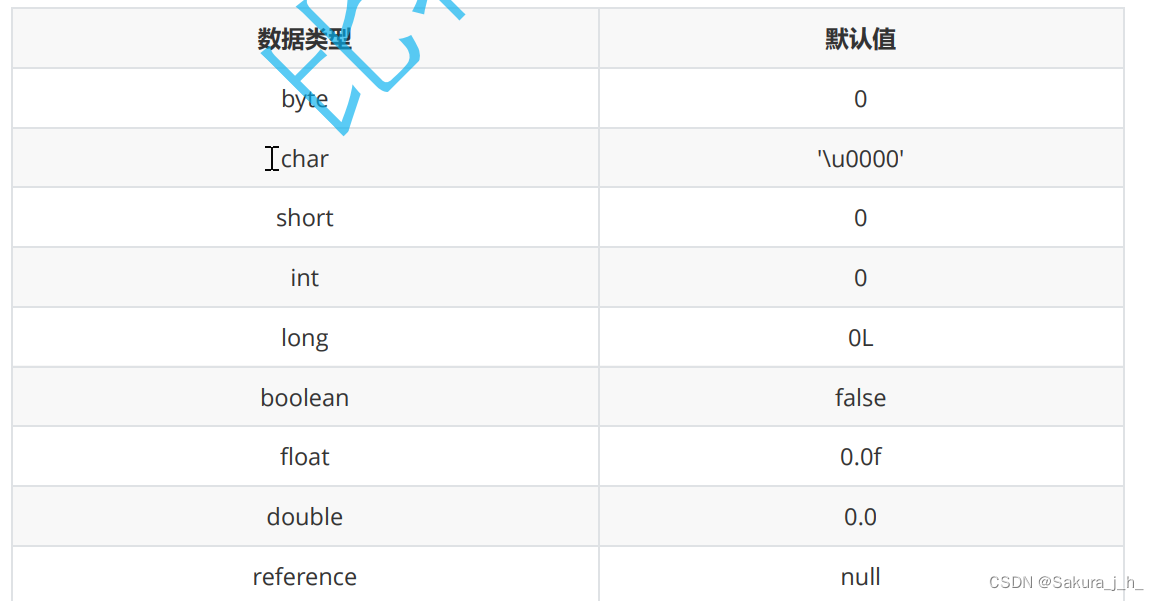 数据类型 默认值
byte 0
char '\u0000'
short 0
int 0
long 0L
boolean false
float 0.0f
double 0.0
reference null
CSDN @Sakura_j_h_